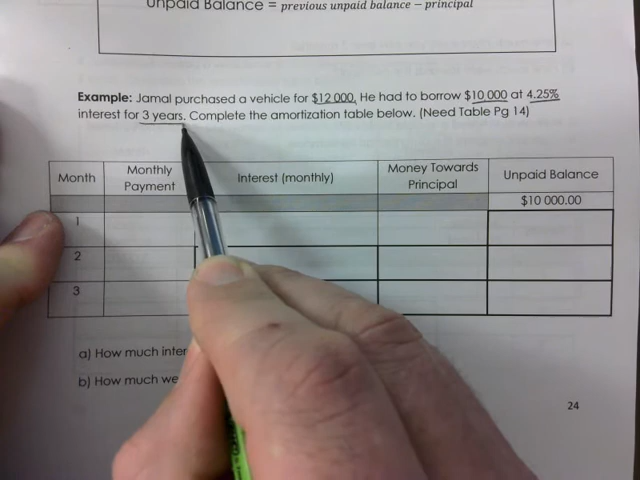 Unpaid Balance = previous unpaid balance − principal
Example: Jamal purchased a vehicle for $12 000. He had to borrow $10 000 at 4.25%
interest for 3 years. Complete the amortization table below. (Need Table Pg 14)
Month Monthly Payment Interest (monthly) Money Towards Principal Unpaid Balance
$10 000.00
1
2
3
a) How much
b) How much
24